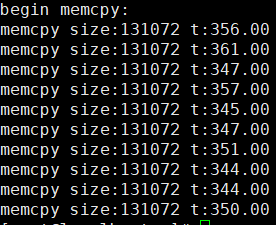 begin memcpy:
memcpy size:131072 t:356.00
memcpy size:131072 t:361.00
memcpy size:131072 t:347.00
memcpy size:131072 t:357.00
memcpy size:131072 t:345.00
memcpy size:131072 t:347.00
memcpy size:131072 t:351.00
memcpy size:131072 t:344.00
memcpy size:131072 t:344.00
memcpy size:131072 t:350.00